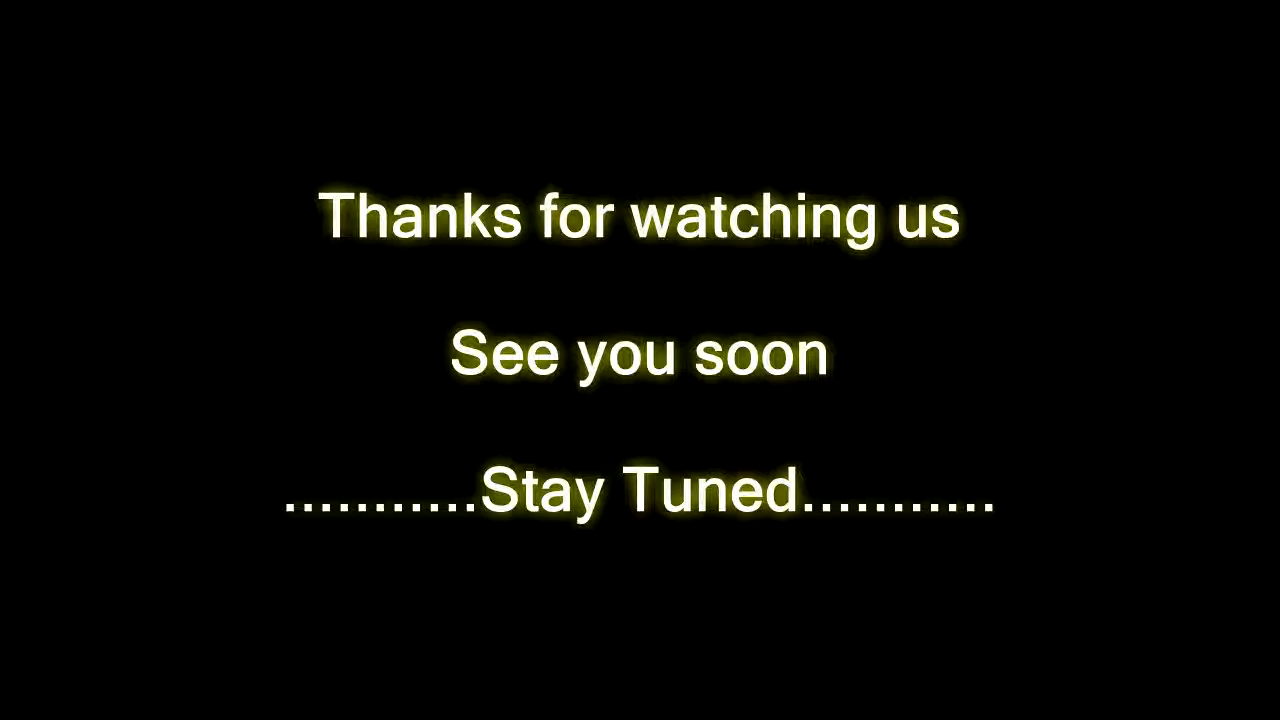 Thanks for watching us
See you soon
...........Stay Tuned...........